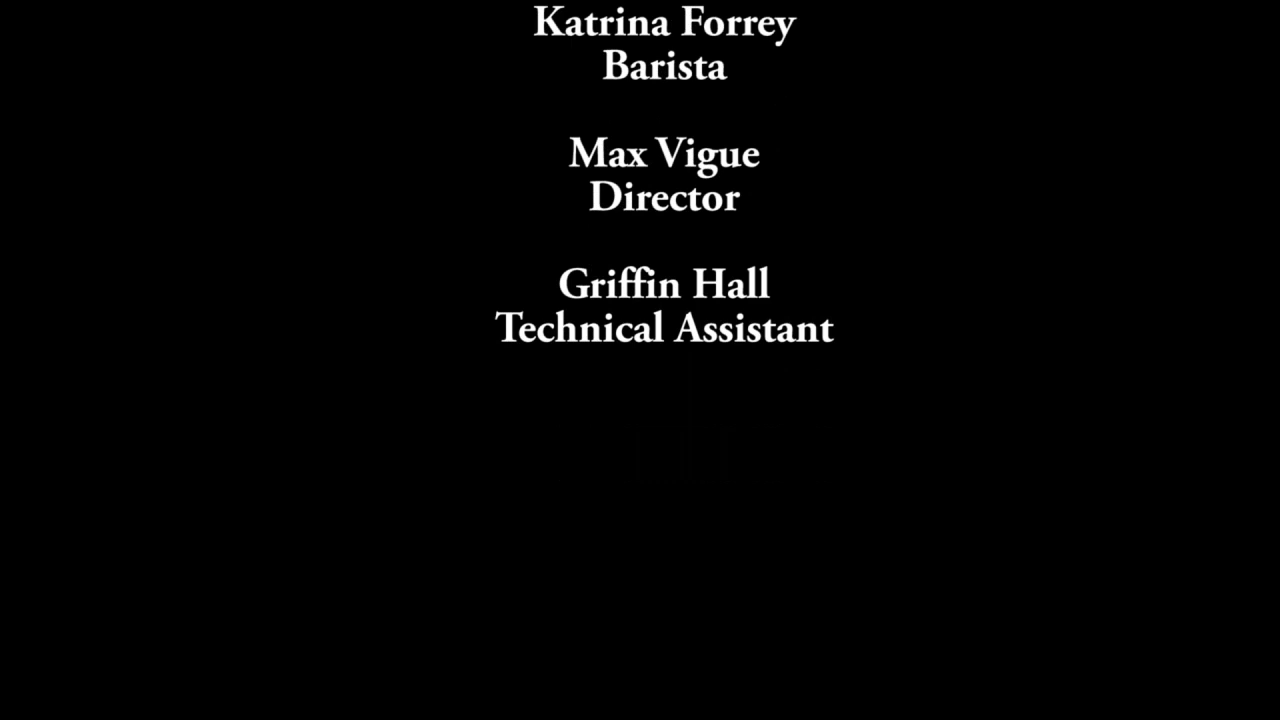 Katrina Forrey
Barista
Max Vigue
Director
Griffin Hall
Technical Assistant